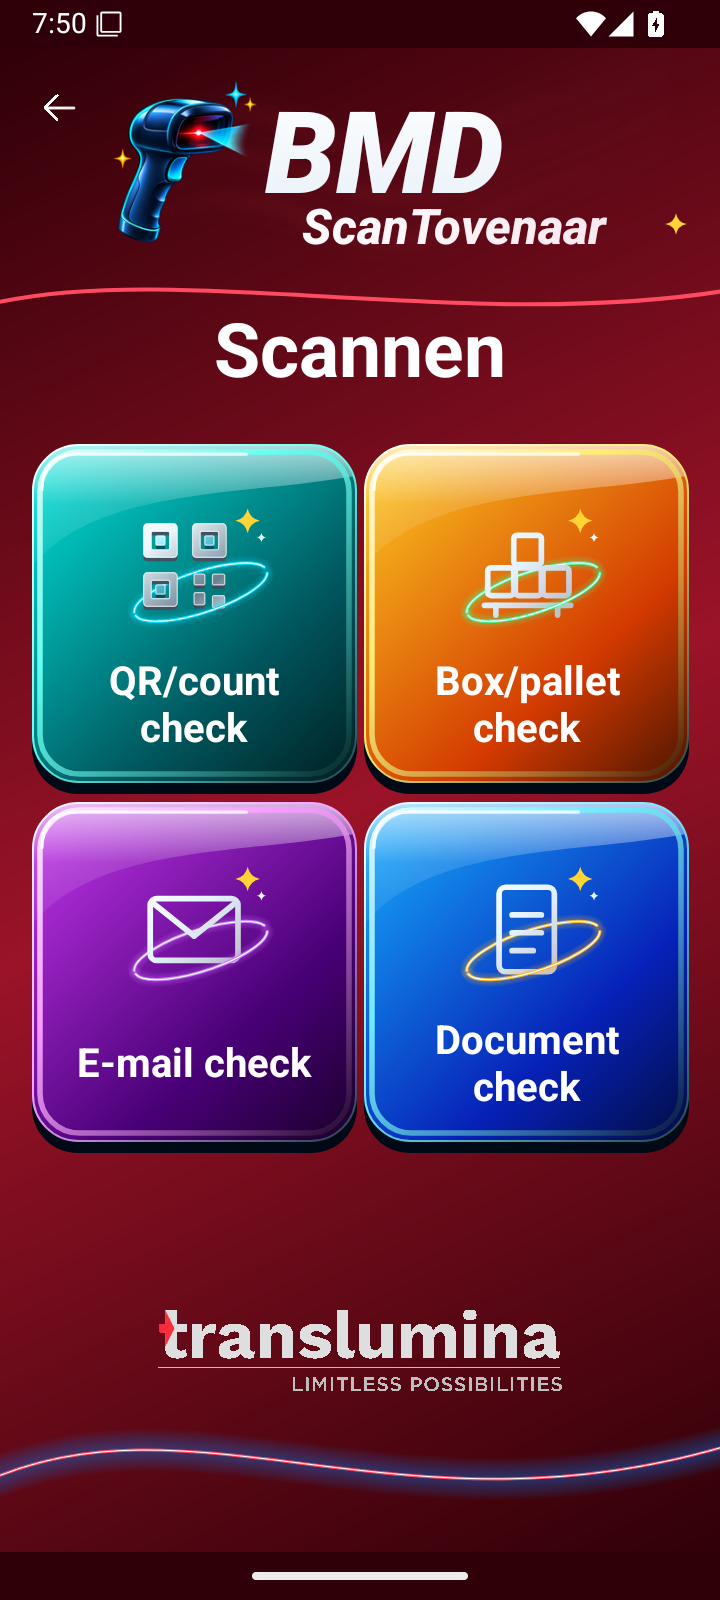 7:50
BMD
ScanTovenaar
Scannen
QR/count
check
Box/pallet
check
E-mail check
Document
check
translumina
LIMITLESS POSSIBILITIES